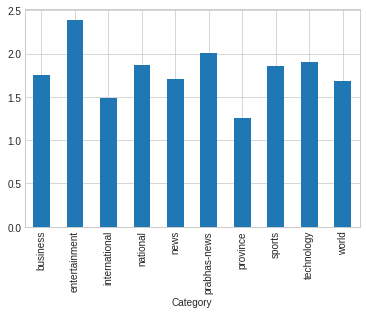 2.5
2.0
1.5
1.0
0.5
0.0
business
entertainment
international
national
news
prabhas-news
province
sports
technology
world
Category